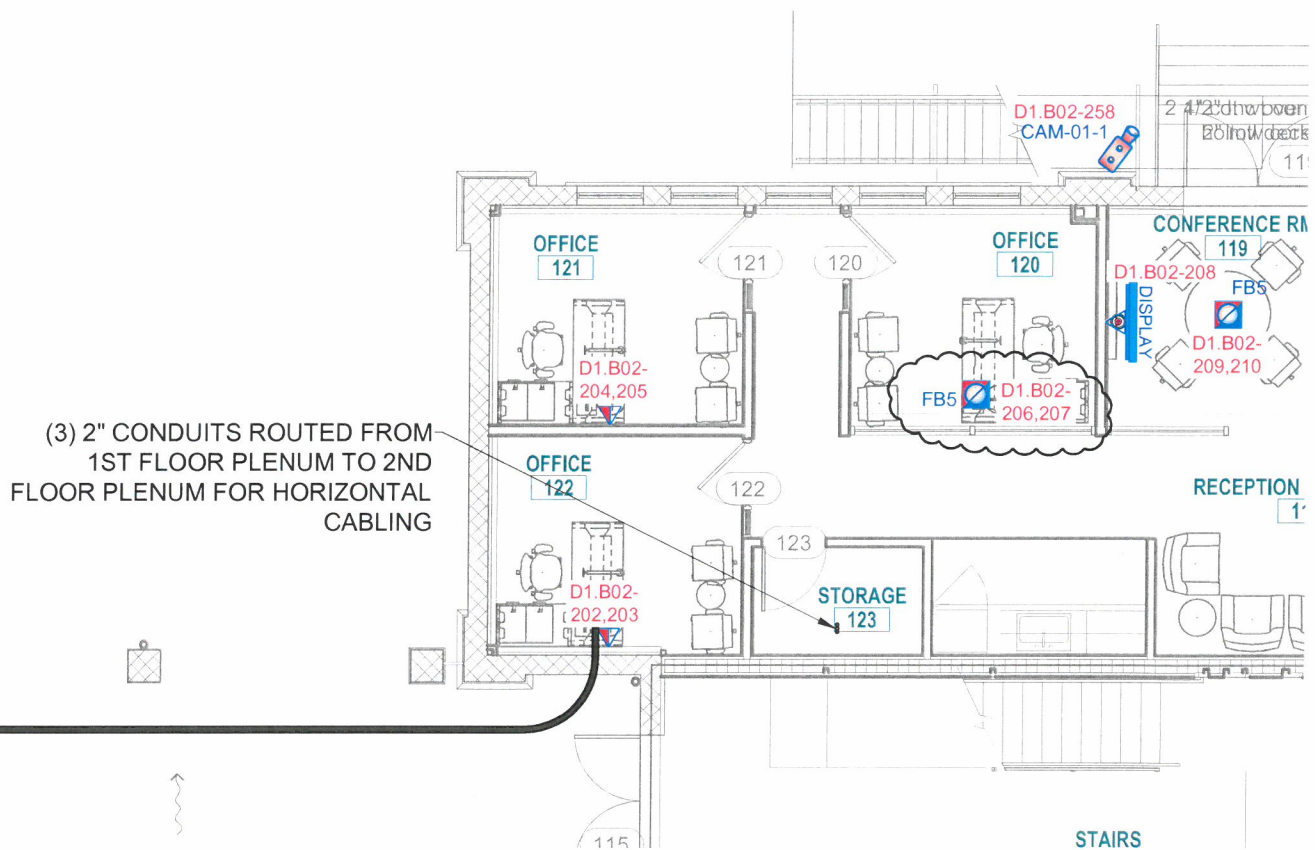 D1.B02-258
CAM-01-1
OFFICE
121
121
120
OFFICE
120
CONFERENCE
119
D1.B02-208
DISPLAY
FB5
D1.B02-
209,210
D1.B02-
204,205
FB5
D1.B02-
206,207
(3) 2" CONDUITS ROUTED FROM
1ST FLOOR PLENUM TO 2ND
FLOOR PLENUM FOR HORIZONTAL
CABLING
OFFICE
122
122
RECEPTION
123
D1.B02-
202,203
STORAGE
123
115
STAIRS